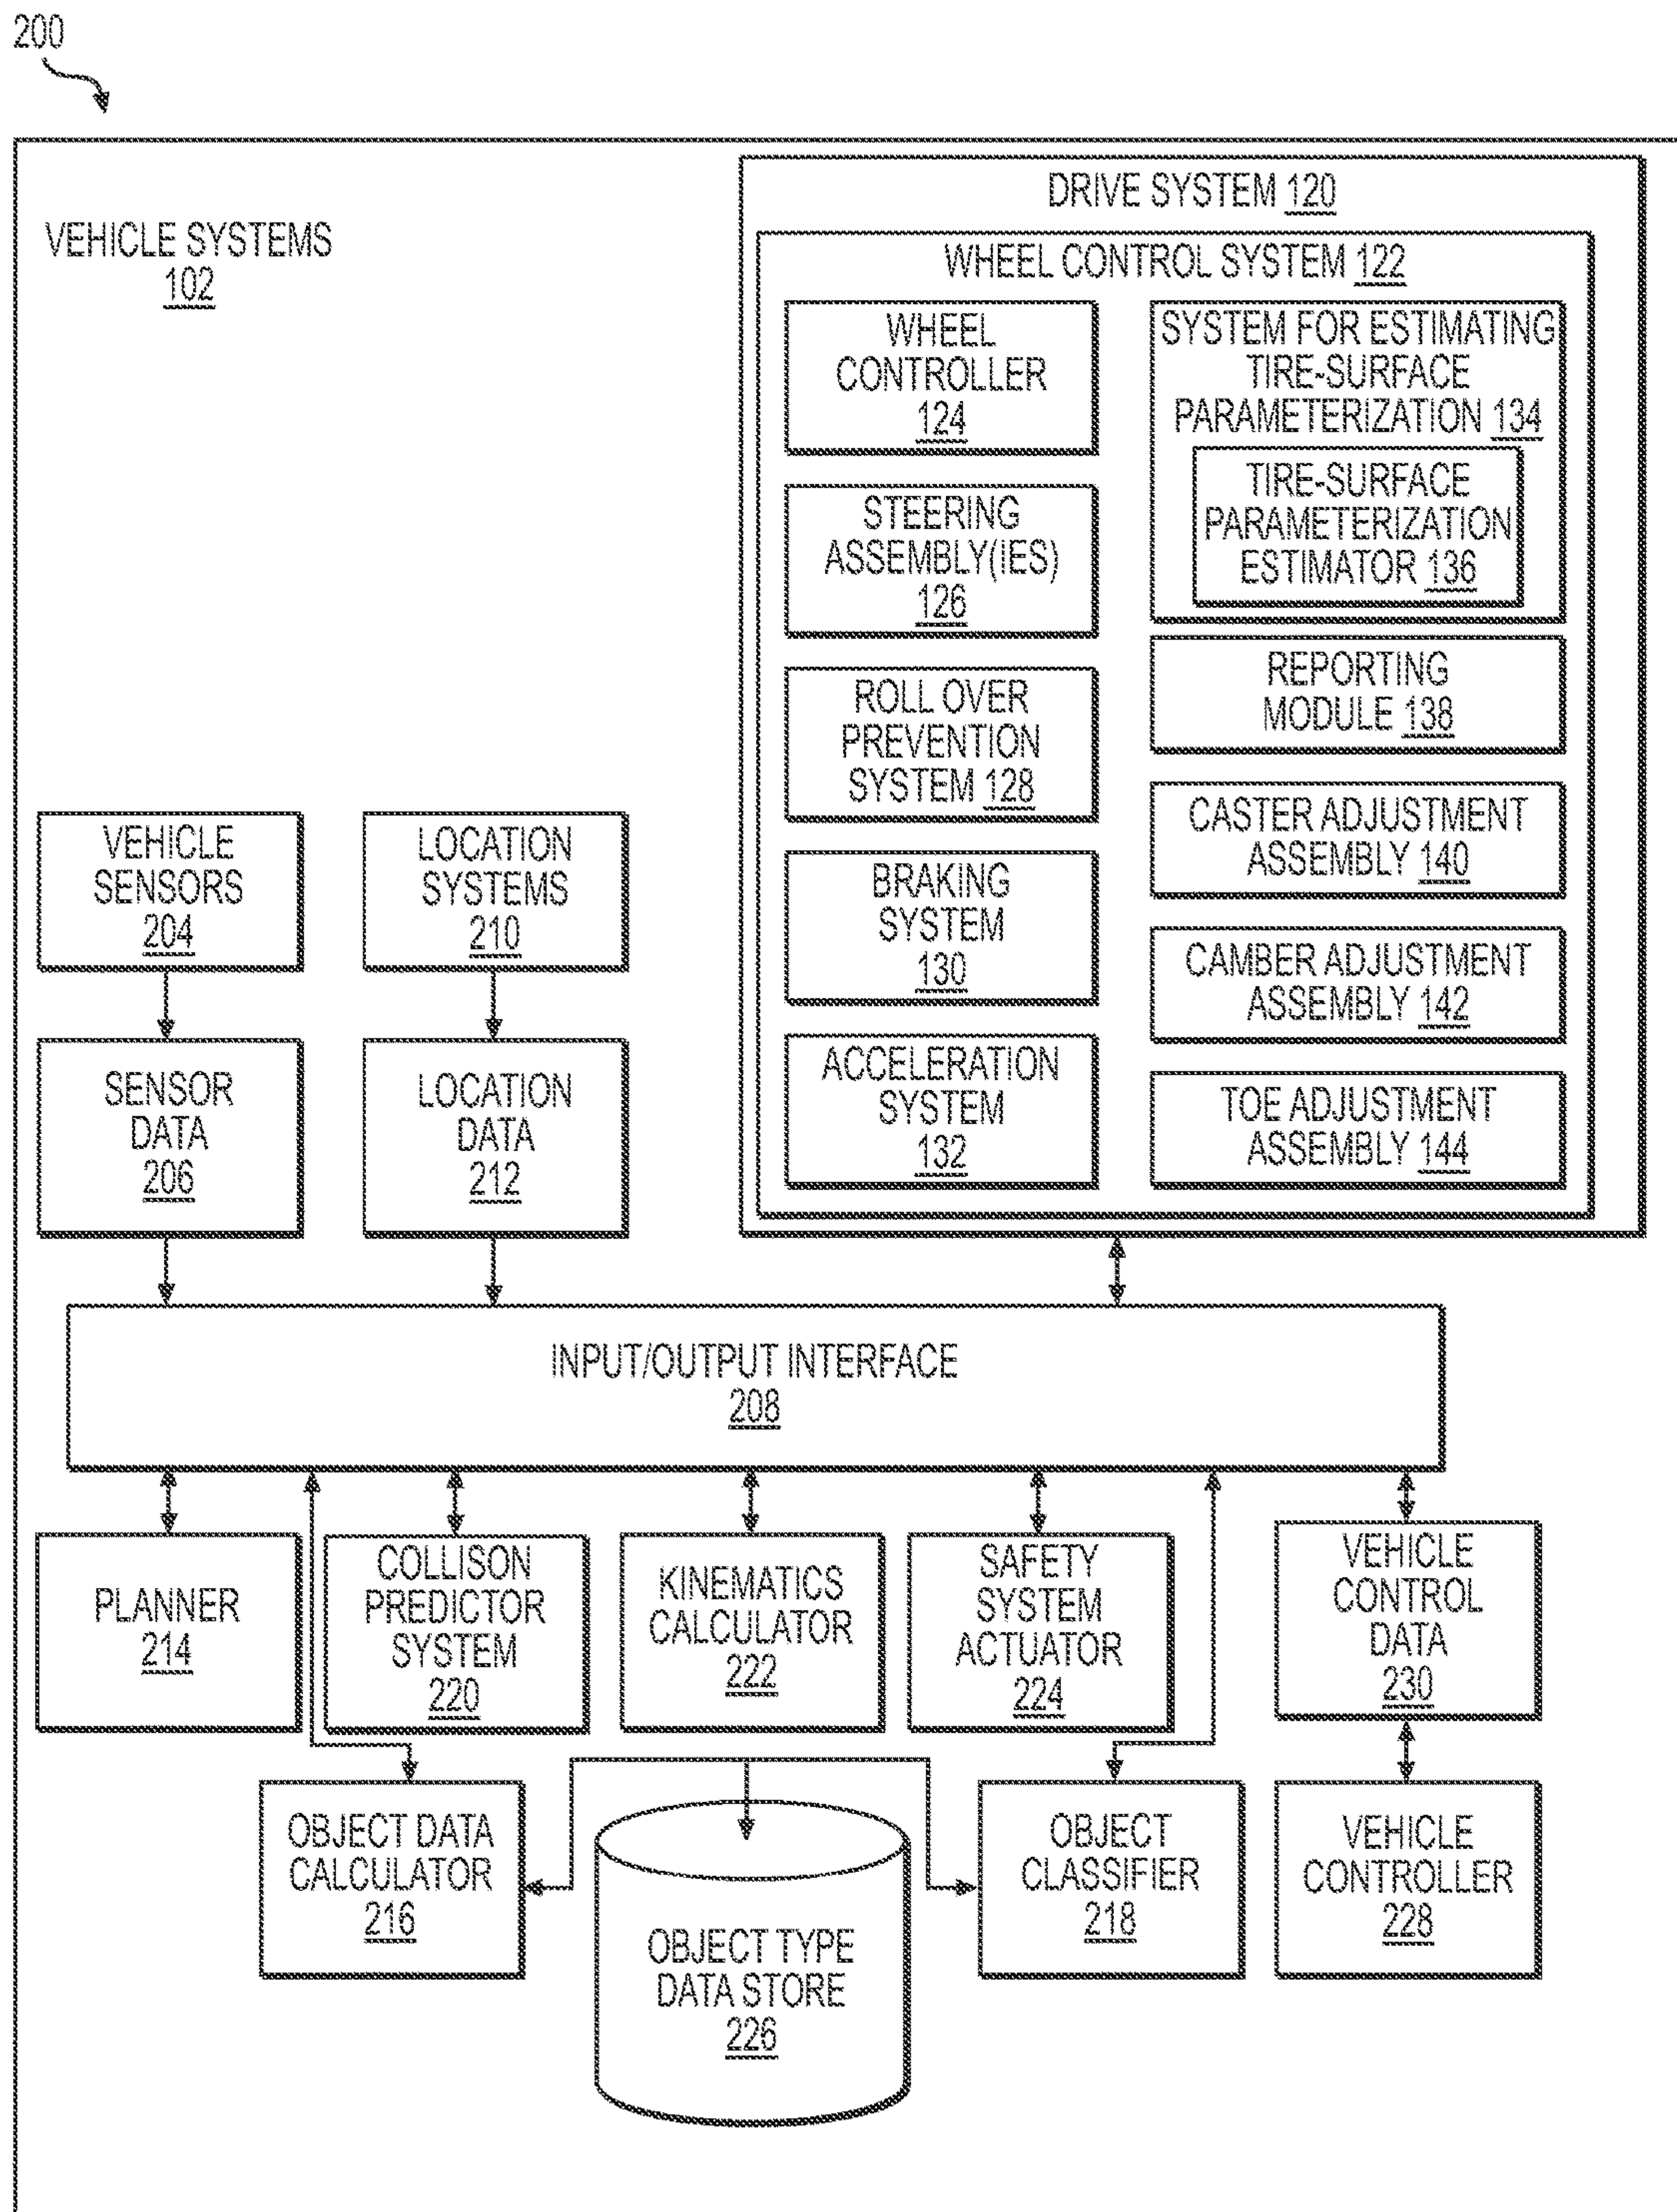 200
VEHICLE SYSTEMS
102
DRIVE SYSTEM 120
WHEEL CONTROL SYSTEM 122
WHEEL
CONTROLLER
124
STEERING
ASSEMBLY(IES)
126
ROLL OVER
PREVENTION
SYSTEM 128
BRAKING
SYSTEM
130
ACCELERATION
SYSTEM
132
SYSTEM FOR ESTIMATING
TIRE-SURFACE
PARAMETERIZATION 134
TIRE-SURFACE
PARAMETERIZATION
ESTIMATOR 136
REPORTING
MODULE 138
CASTER ADJUSTMENT
ASSEMBLY 140
CAMBER ADJUSTMENT
ASSEMBLY 142
TOE ADJUSTMENT
ASSEMBLY 144
VEHICLE
SENSORS
204
LOCATION
SYSTEMS
210
SENSOR
DATA
206
LOCATION
DATA
212
INPUT/OUTPUT INTERFACE
208
PLANNER
214
COLLISON
PREDICTOR
SYSTEM
220
KINEMATICS
CALCULATOR
222
SAFETY
SYSTEM
ACTUATOR
224
VEHICLE
CONTROL
DATA
230
OBJECT DATA
CALCULATOR
216
OBJECT TYPE
DATA STORE
226
OBJECT
CLASSIFIER
218
VEHICLE
CONTROLLER
228